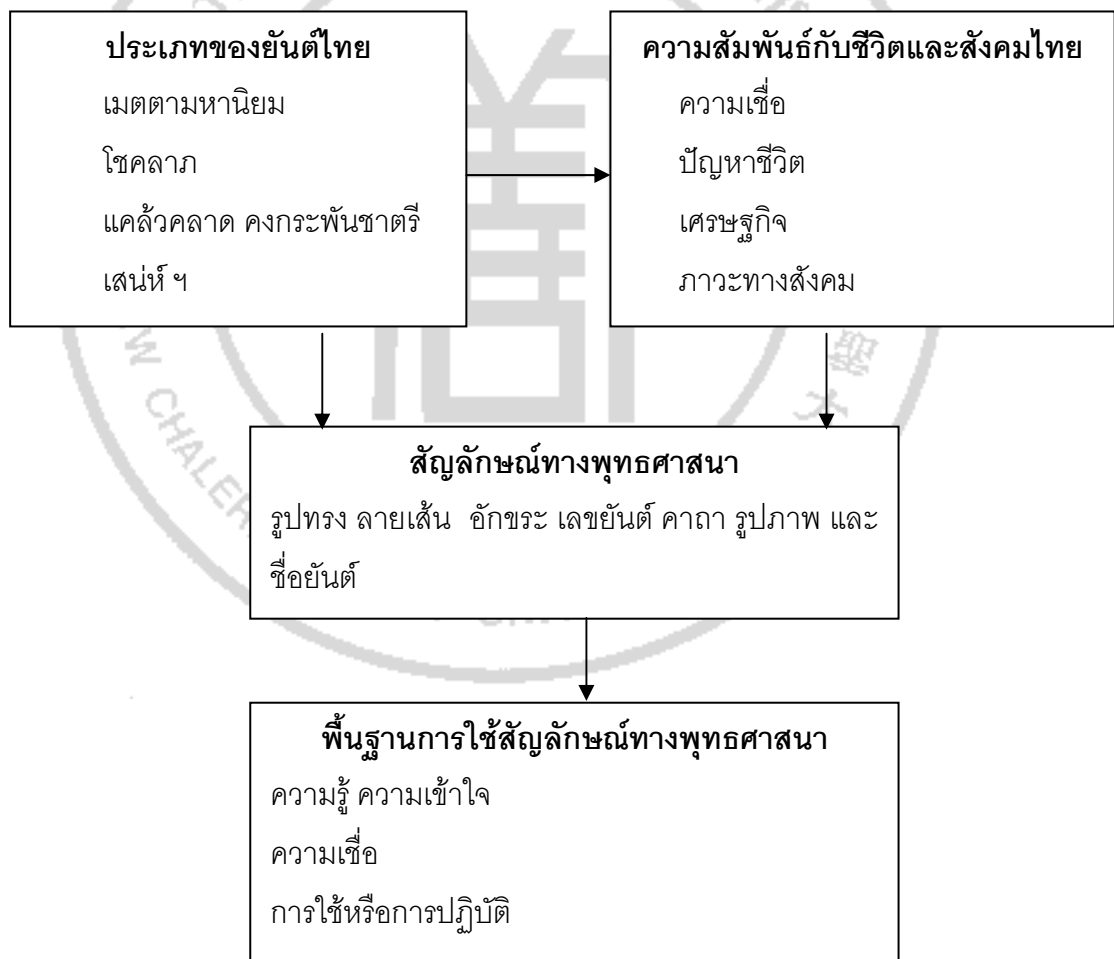 ประเภทของยันต์ไทย
เมตตามหานิยม
โชคลาภ
แคล้วคลาด คงกระพันชาตรี
เสน่ห์ ฯ
ความสัมพันธ์กับชีวิตและสังคมไทย
ความเชื่อ
ปัญหาชีวิต
เศรษฐกิจ
ภาวะทางสังคม
สัญลักษณ์ทางพุทธศาสนา
รูปทรง ลายเส้น อักขระ เลขยันต์ คาถา รูปภาพ และ
ชื่อยันต์
พื้นฐานการใช้สัญลักษณ์ทางพุทธศาสนา
ความรู้ ความเข้าใจ
ความเชื่อ
การใช้หรือการปฏิบัติ